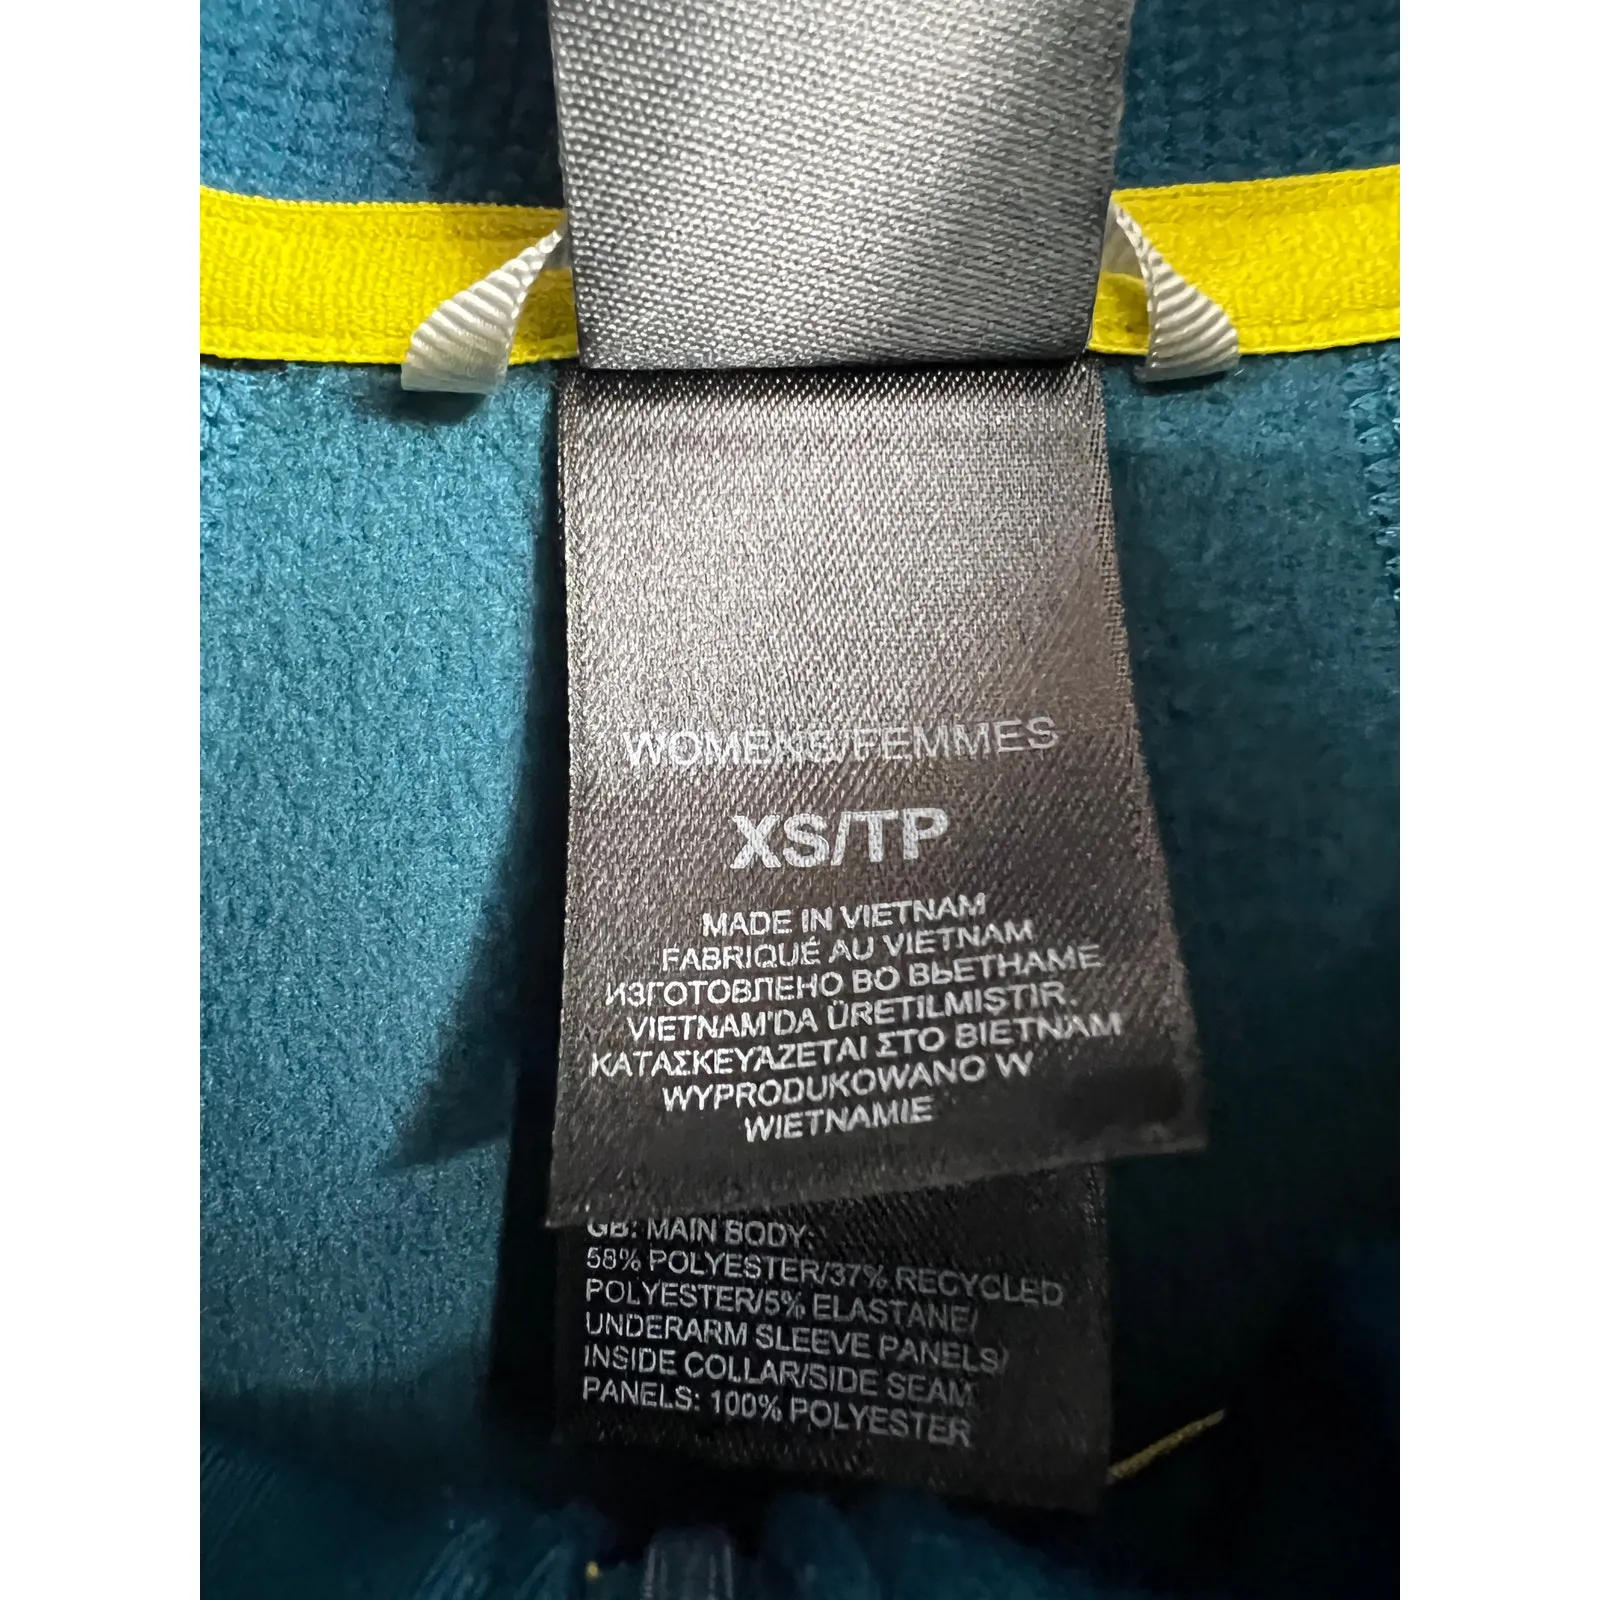 WOMENS/FEMMES
XS/TP
MADE IN VIETNAM
FABRIQUÉ AU VIETNAM
ИЗГОТОВЛЕНО ВО ВЬЕТНАМЕ
VIETNAM'DA ÜRETILMIŞTIR.
ΚΑΤΑΣΚΕΥΆΖΕΤΑΙ ΣΤΟ ΒΙΕΤΝΆΜ
WYPRODUKOWANO W
WIETNAMIE
GB: MAIN BODY:
58% POLYESTER/37% RECYCLED
POLYESTER/5% ELASTANE/
UNDERARM SLEEVE PANELS/
INSIDE COLLAR/SIDE SEAM
PANELS: 100% POLYESTER